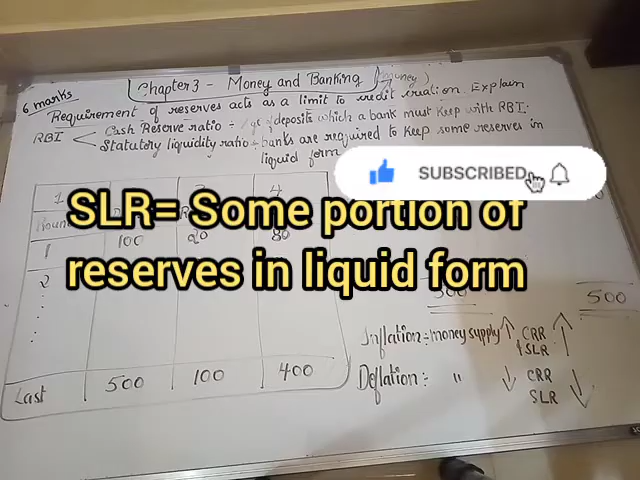 Chapter 3 - Money and Banking
(money)
6 marks
Requirement of reserves acts as a limit to credit creation. Explain
RBI
Cash Reserve ratio ÷ %ge of deposits which a bank must keep with RBI.
Statutory liquidity ratio ÷ banks are required to keep some reserves in
liquid form
SUBSCRIBED
1 4
SLR= Some portion of
reserves in liquid form
1 100 20 80
2
500
Last 500 100 400
Inflation ÷ money supply ↑ CRR ↑
↑ SLR
Deflation ÷ " ↓ CRR ↓
SLR